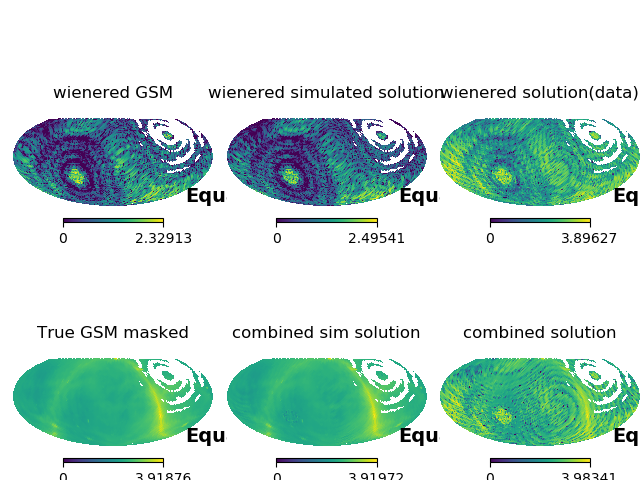 wienered GSM wienered simulated solution wienered solution(data)
Equ Equ Eq
0 2.32913 0 2.49541 0 3.89627
True GSM masked combined sim solution combined solution
Equ Equ Eq
0 3.91876 0 3.91972 0 3.98341